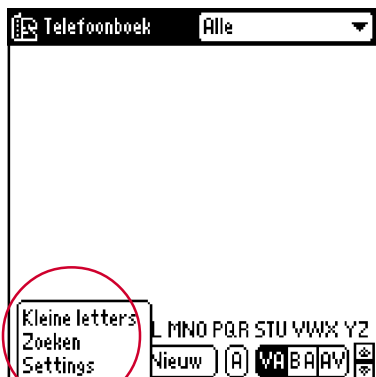 Telefoonboek Alle
Kleine letters
L MNO PQR STU VWX YZ
Zoeken
Settings
Nieuw A VA BA AV